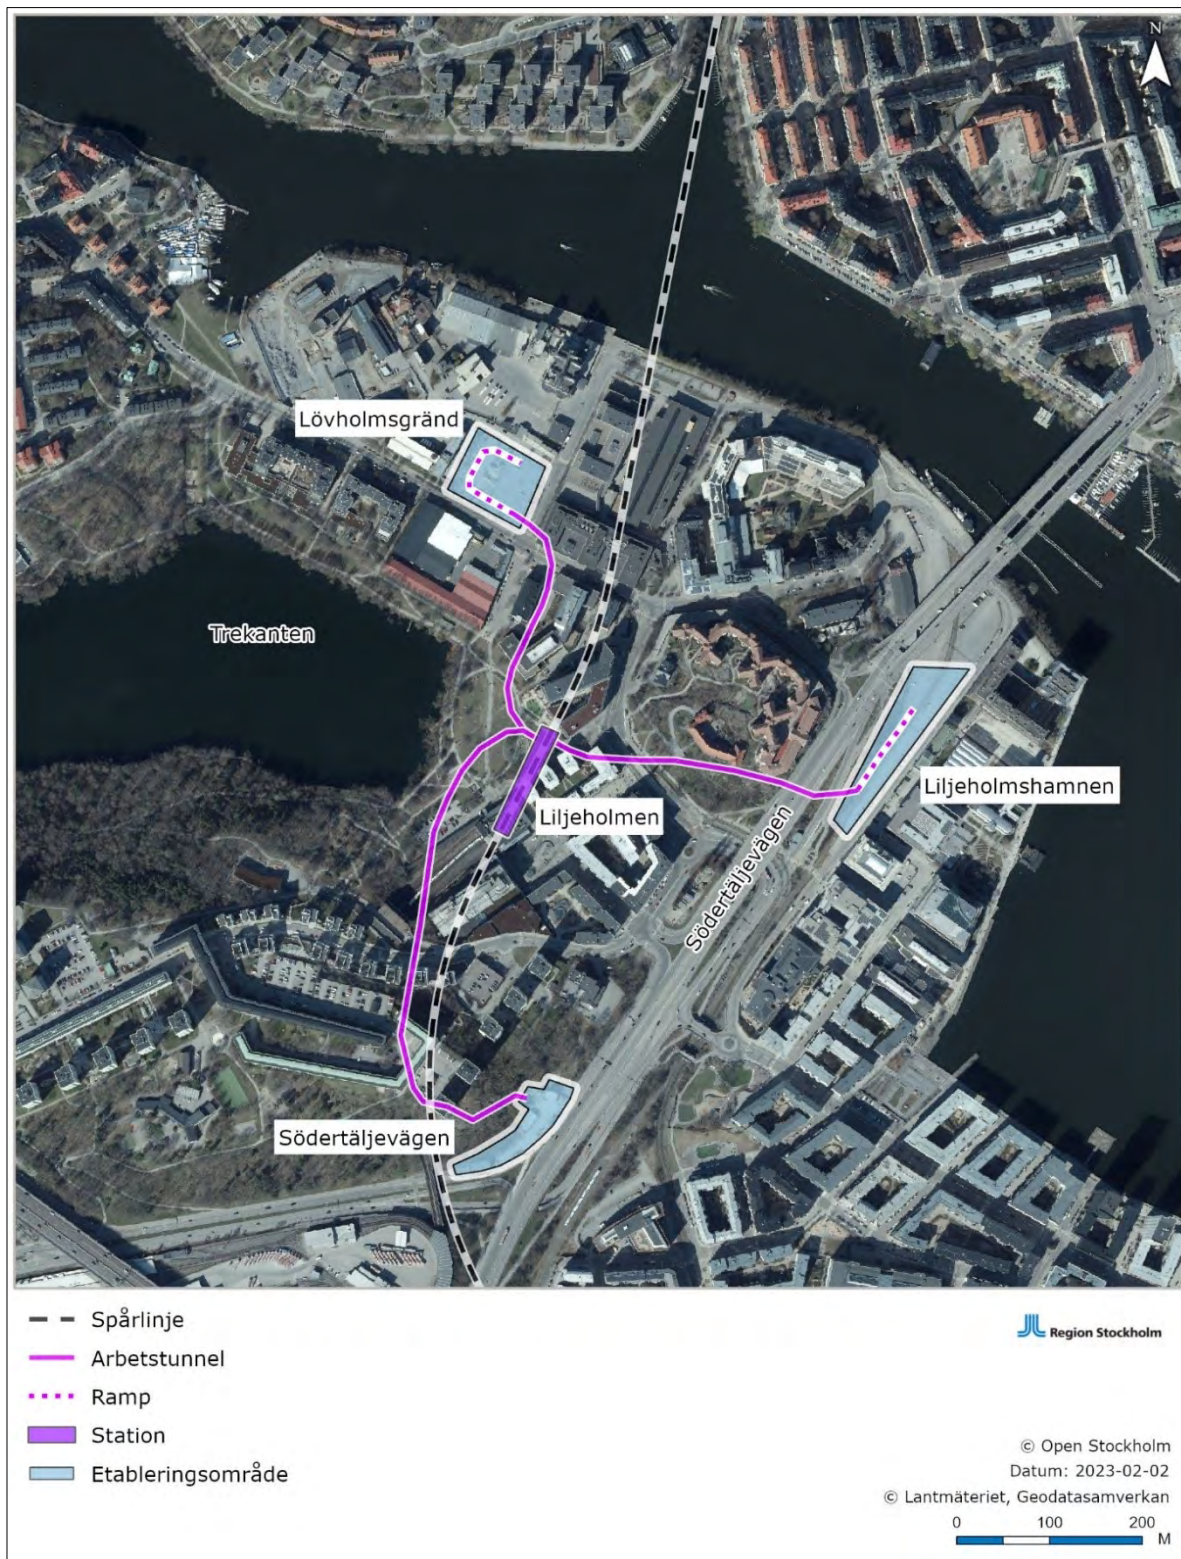 N
Lövholmsgränd
Trekanten
Liljeholmshamnen
Liljeholmen
Södertäljevägen
Södertäljevägen
Spårlinje
Arbetstunnel
Ramp
Station
Etableringsområde
Region Stockholm
© Open Stockholm
Datum: 2023-02-02
© Lantmäteriet, Geodatasamverkan
0 100 200
M